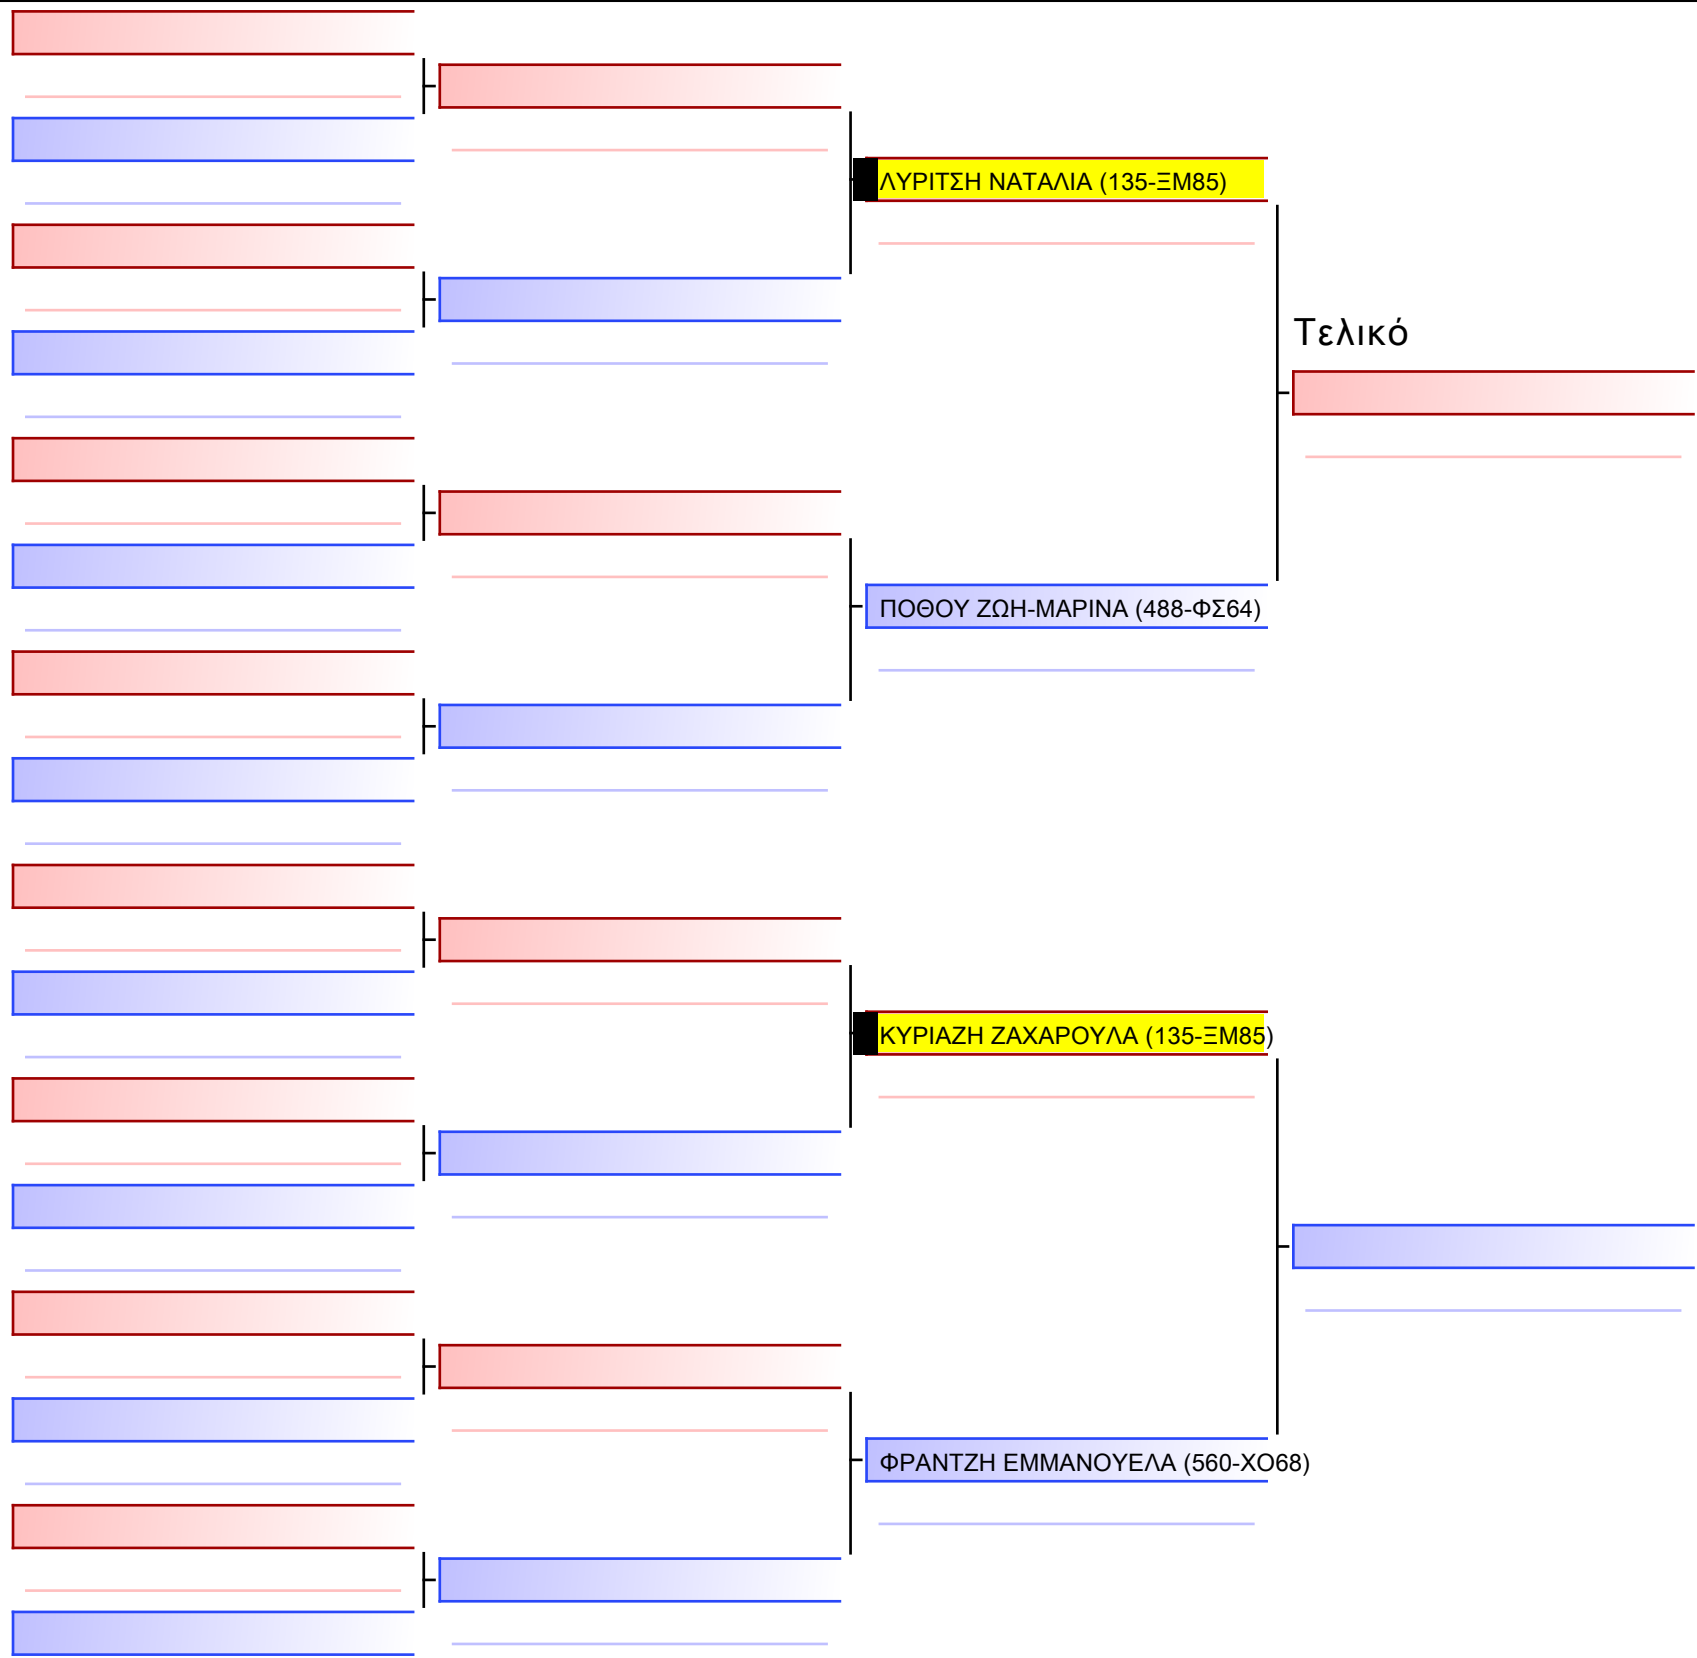 ΛΥΡΙΤΣΗ ΝΑΤΑΛΙΑ (135-ΞΜ85)
Τελικό
ΠΟΘΟΥ ΖΩΗ-ΜΑΡΙΝΑ (488-ΦΣ64)
ΚΥΡΙΑΖΗ ΖΑΧΑΡΟΥΛΑ (135-ΞΜ85)
ΦΡΑΝΤΖΗ ΕΜΜΑΝΟΥΕΛΑ (560-ΧΟ68)